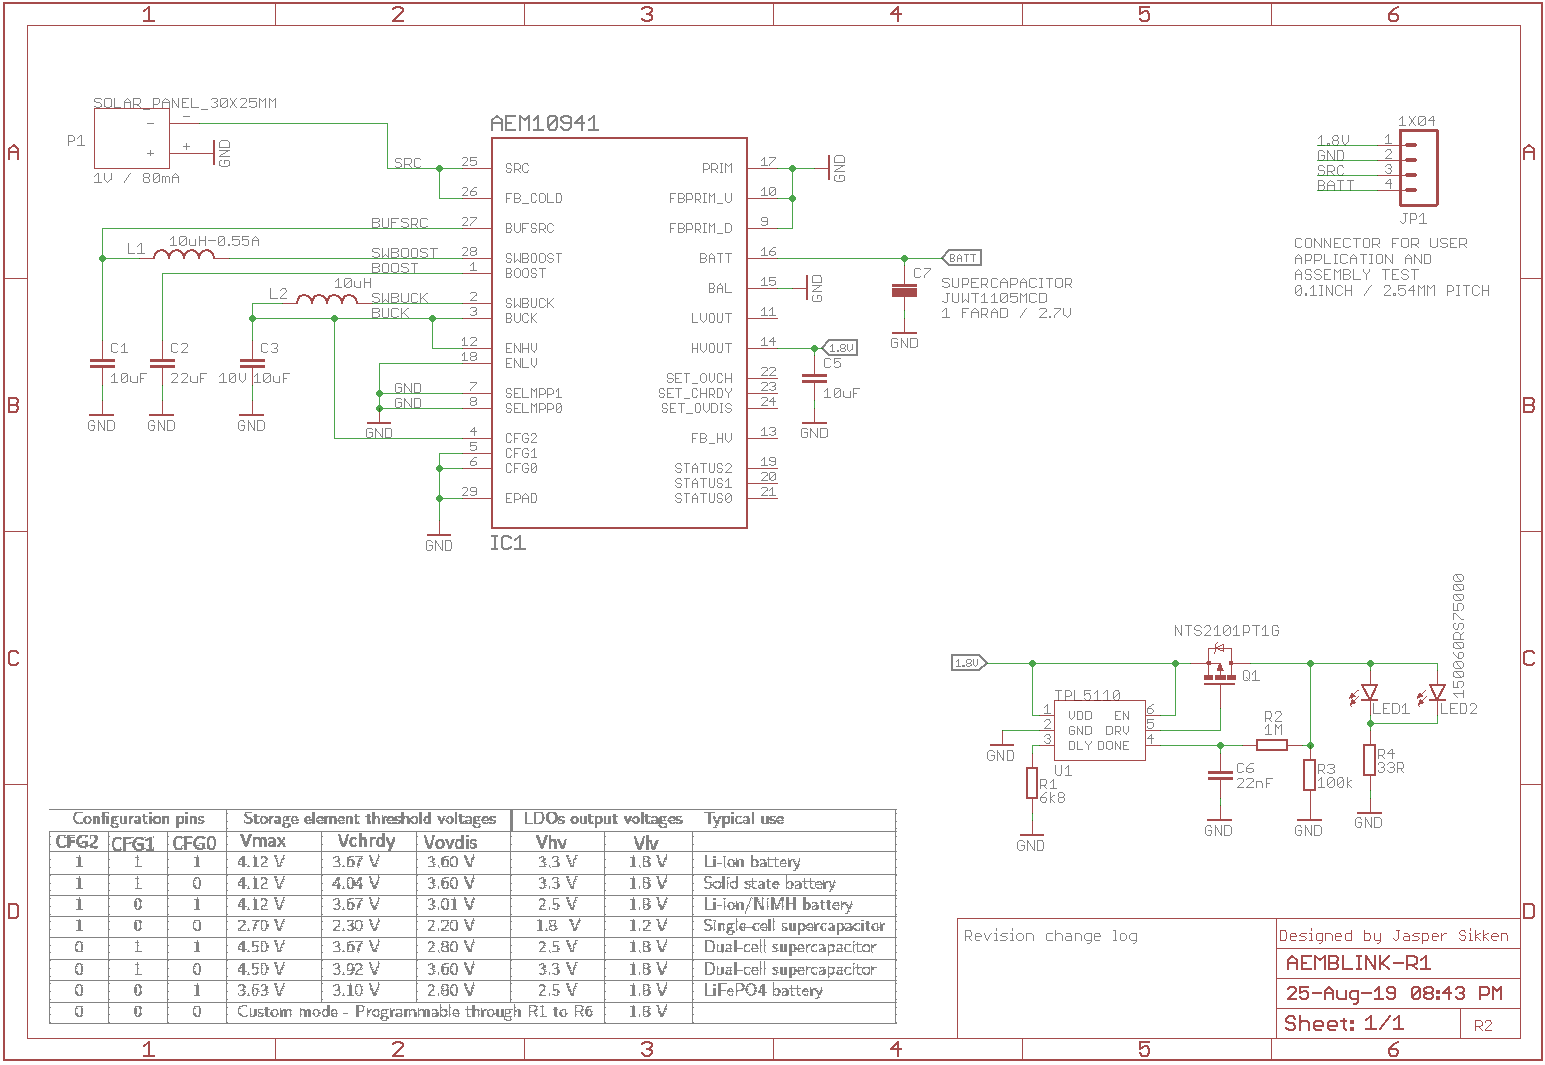 1 2 3 4 5 6
A A
B B
C C
D D
SOLAR_PANEL_30X25MM
P1
- -
+ +
GND
1V / 80mA
AEM10941
IC1
SRC 25 SRC
26 FB_COLD
BUFSRC 27 BUFSRC
L1 10uH-0.55A
SWBOOST 28 SWBOOST
BOOST 1 BOOST
L2 10uH
SWBUCK 2 SWBUCK
BUCK 3 BUCK
12 ENHV
18 ENLV
GND 7 SELMPP1
GND 8 SELMPP0
GND
4 CFG2
5 CFG1
6 CFG0
29 EPAD
GND
C1 C2 C3
10uF 22uF 10V 10uF
GND GND GND
PRIM 17 GND
FBPRIM_U 10
FBPRIM_D 9
BATT 16 BATT
BAL 15 GND
LVOUT 11
HVOUT 14 1.8V
SET_OVCH 22
SET_CHRDY 23
SET_OVDIS 24
FB_HV 13
STATUS2 19
STATUS1 20
STATUS0 21
C7
SUPERCAPACITOR
JUWT1105MCD
1 FARAD / 2.7V
GND
C5
10uF
GND
1X04
1.8V 1
GND 2
SRC 3
BATT 4
JP1
CONNECTOR FOR USER
APPLICATION AND
ASSEMBLY TEST
0.1INCH / 2.54MM PITCH
NTS2101PT1G
Q1
1.8V
TPL5110
1 VDD EN 6
2 GND DRV 5
3 DLY DONE 4
U1
GND
R1
6k8
GND
R2
1M
C6
22nF
GND
R3
100k
GND
LED1 LED2
150060RS75000
R4
33R
GND
Configuration pins Storage element threshold voltages LDOs output voltages Typical use
CFG2 CFG1 CFG0 Vmax Vchrdy Vovdis Vhv Vlv
1 1 1 4.12 V 3.67 V 3.60 V 3.3 V 1.8 V Li-ion battery
1 1 0 4.12 V 4.04 V 3.60 V 3.3 V 1.8 V Solid state battery
1 0 1 4.12 V 3.67 V 3.01 V 2.5 V 1.8 V Li-ion/NiMH battery
1 0 0 2.70 V 2.30 V 2.20 V 1.8 V 1.2 V Single-cell supercapacitor
0 1 1 4.50 V 3.67 V 2.80 V 2.5 V 1.8 V Dual-cell supercapacitor
0 1 0 4.50 V 3.92 V 3.60 V 3.3 V 1.8 V Dual-cell supercapacitor
0 0 1 3.63 V 3.10 V 2.80 V 2.5 V 1.8 V LiFePO4 battery
0 0 0 Custom mode - Programmable through R1 to R6 1.8 V
Revision change log
Designed by Jasper Sikken
AEMBLINK-R1
25-Aug-19 08:43 PM
Sheet: 1/1 R2
1 2 3 4 5 6